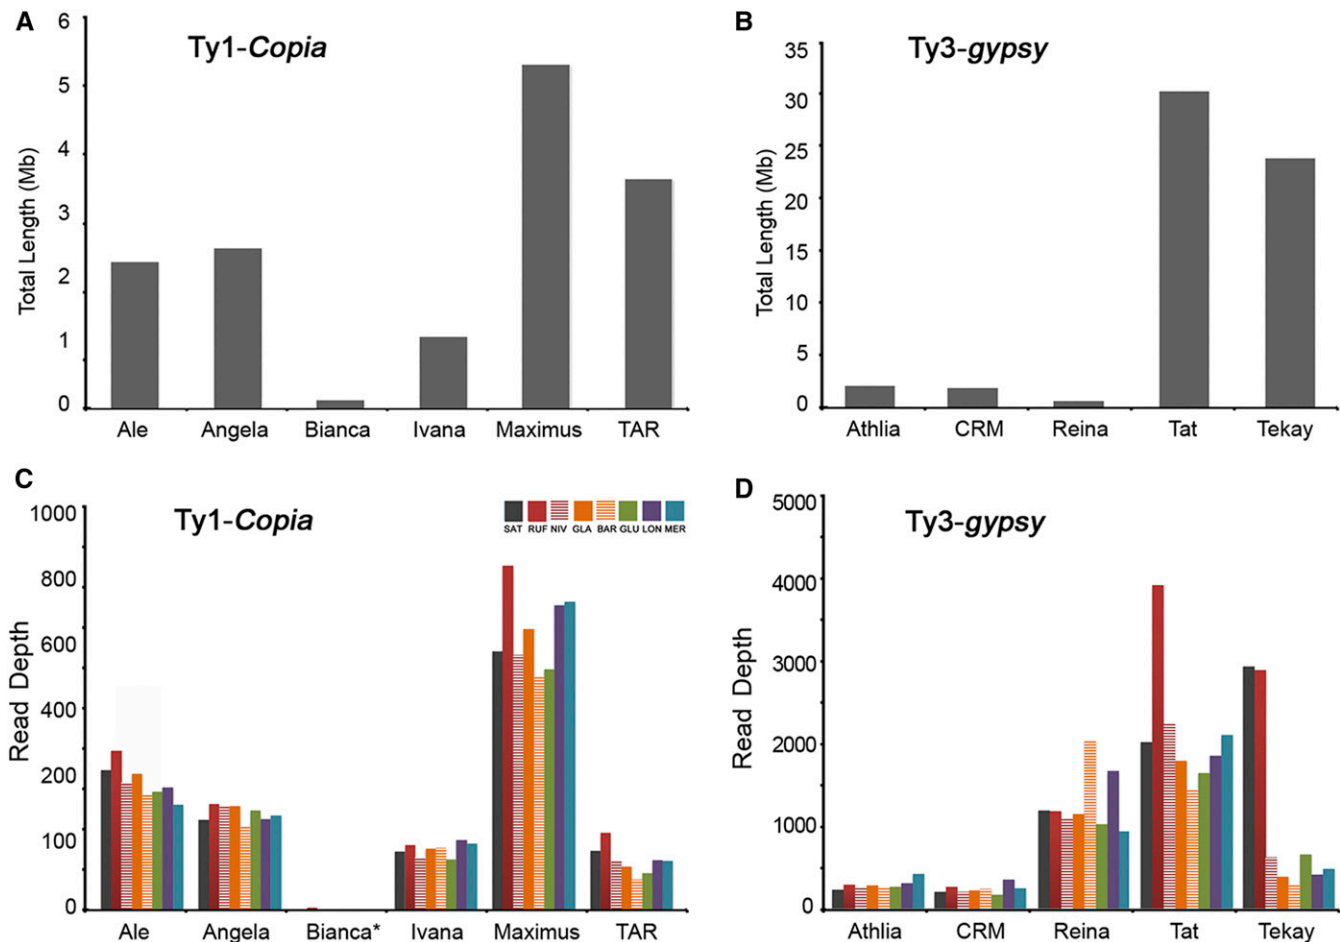 A
Ty1-Copia
Total Length (Mb)
6
5
4
3
2
1
0
Ale Angela Bianca Ivana Maximus TAR
B
Ty3-gypsy
Total Length (Mb)
35
30
25
20
15
10
5
0
Athlia CRM Reina Tat Tekay
C
Ty1-Copia
SAT RUF NIV GLA BAR GLU LON MER
Read Depth
1000
800
600
400
200
100
0
Ale Angela Bianca* Ivana Maximus TAR
D
Ty3-gypsy
Read Depth
5000
4000
3000
2000
1000
0
Athlia CRM Reina Tat Tekay